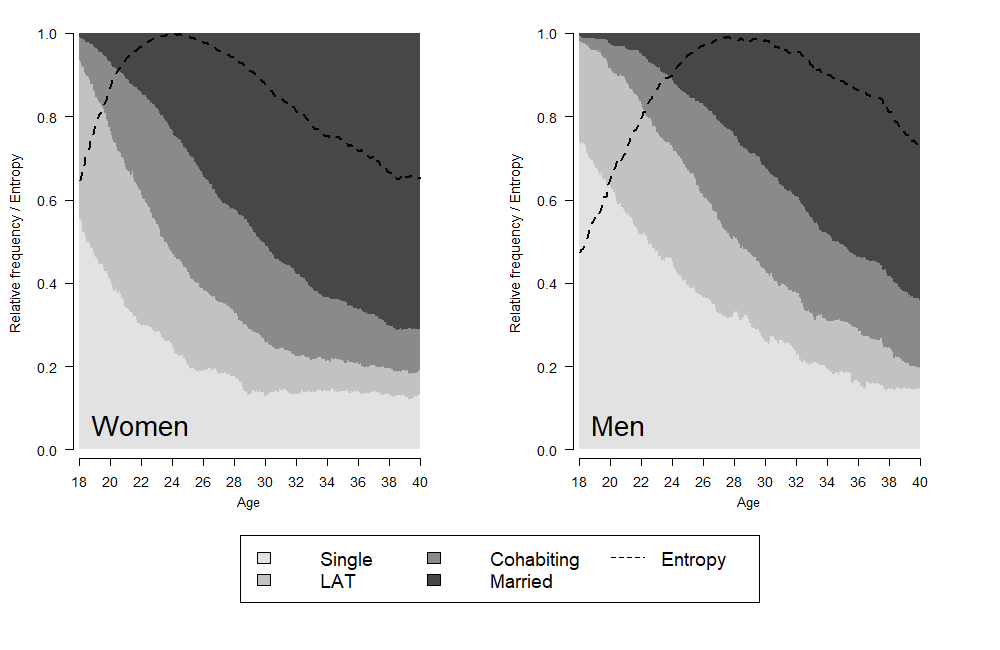 Relative frequency / Entropy
1.0
0.8
0.6
0.4
0.2
0.0
Women
18 20 22 24 26 28 30 32 34 36 38 40
Age
Relative frequency / Entropy
1.0
0.8
0.6
0.4
0.2
0.0
Men
18 20 22 24 26 28 30 32 34 36 38 40
Age
Single Cohabiting Entropy
LAT Married